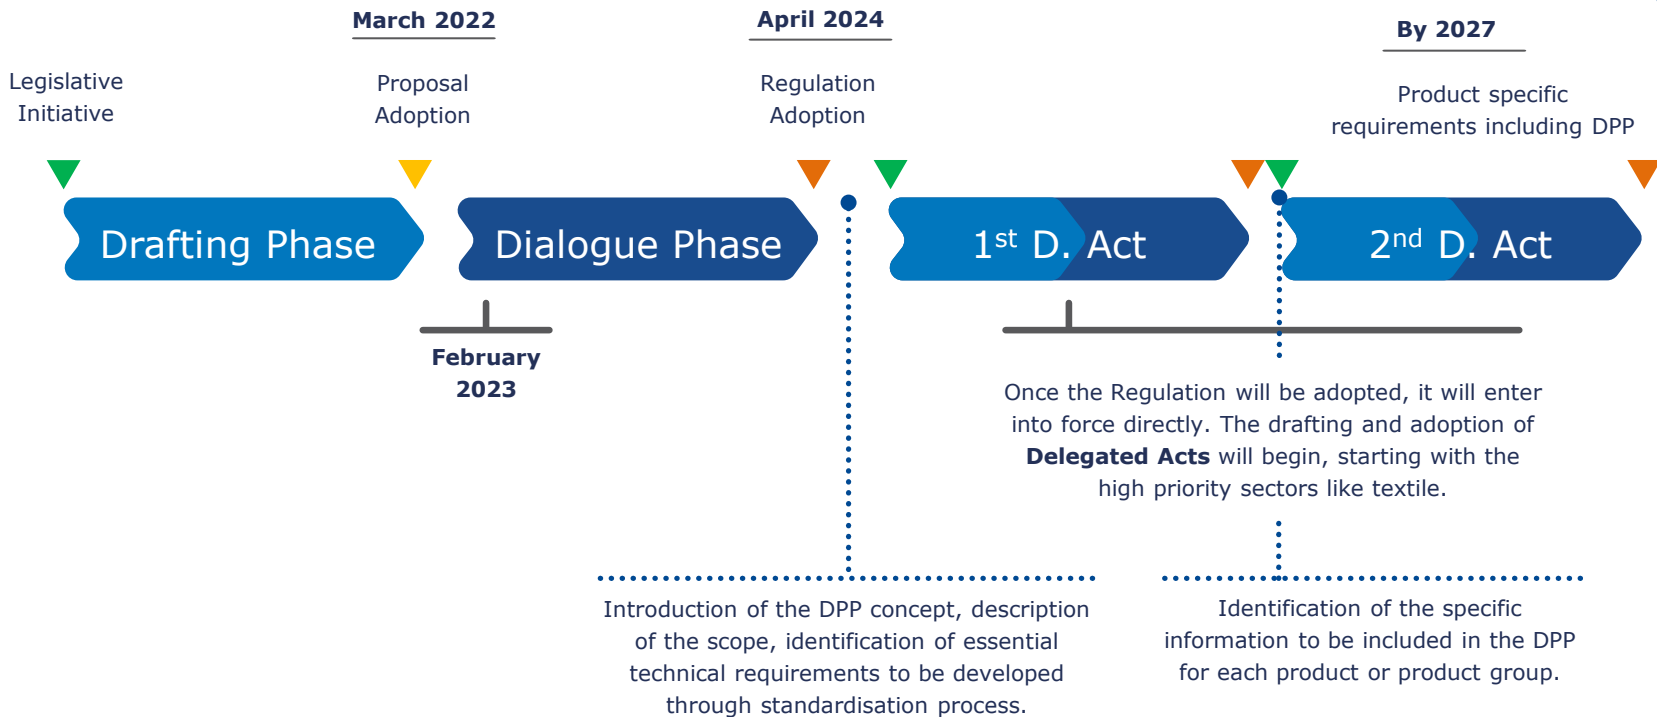 March 2022
April 2024
By 2027
Legislative
Initiative
Proposal
Adoption
Regulation
Adoption
Product specific
requirements including DPP
Drafting Phase
Dialogue Phase
1st D. Act
2nd D. Act
February
2023
Once the Regulation will be adopted, it will enter
into force directly. The drafting and adoption of
Delegated Acts will begin, starting with the
high priority sectors like textile.
Introduction of the DPP concept, description
of the scope, identification of essential
technical requirements to be developed
through standardisation process.
Identification of the specific
information to be included in the DPP
for each product or product group.